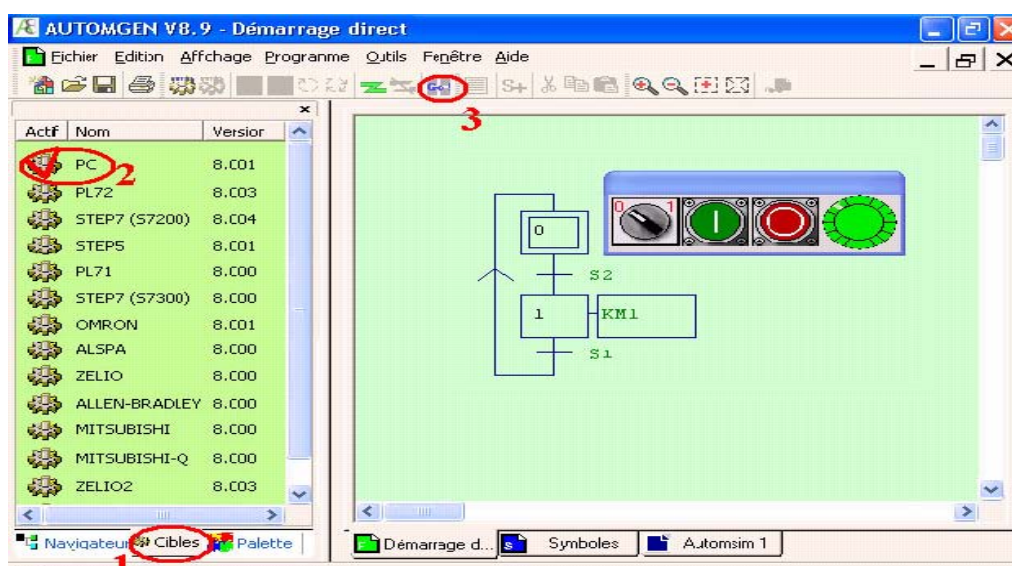 AUTOMGEN V8.9 - Démarrage direct
Fichier Edition Affchage Programme Outils Fenêtre Aide
GO
S+
3
Actif Nom Versior
PC 8.C01
2
PL72 8.C03
STEP7 (S7200) 8.C04
STEP5 8.C01
PL71 8.C00
STEP7 (S7300) 8.C00
OMRON 8.C01
ALSPA 8.C00
ZELIO 8.C00
ALLEN-BRADLEY 8.C00
MITSUBISHI 8.C00
MITSUBISHI-Q 8.C00
ZELIO2 8.C03
Navigateur Cibles Palette
1
0 1
0
S2
1 KM1
S1
Démarrage d... Symboles Automsim 1